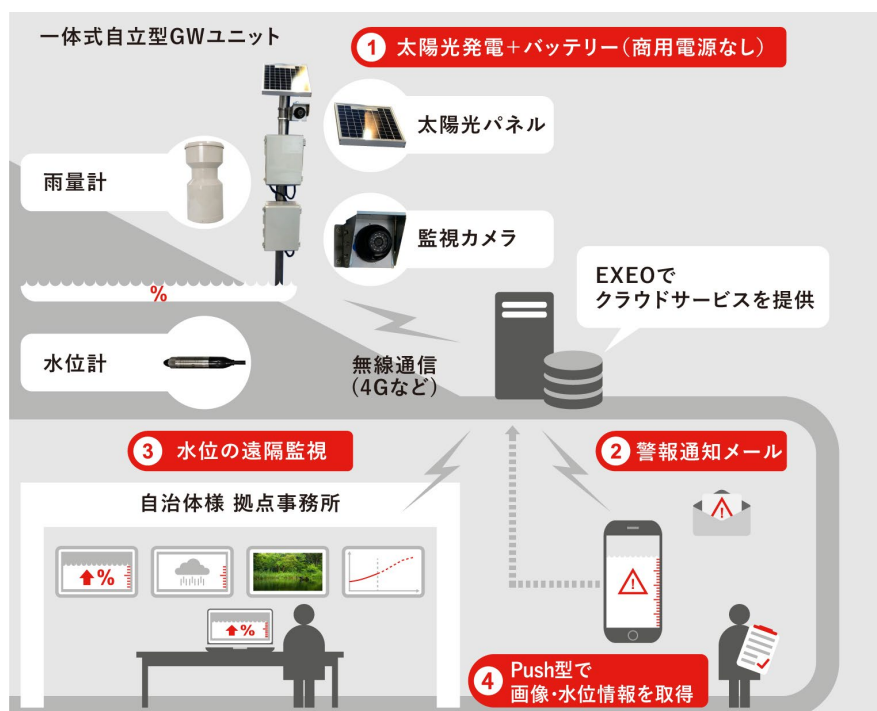 一体式自立型GWユニット
1 太陽光発電+バッテリー(商用電源なし)
太陽光パネル
雨量計
監視カメラ
%
EXEOで
クラウドサービスを提供
水位計
無線通信
(4Gなど)
3 水位の遠隔監視
2 警報通知メール
自治体様 拠点事務所
%
%
4 Push型で
画像・水位情報を取得